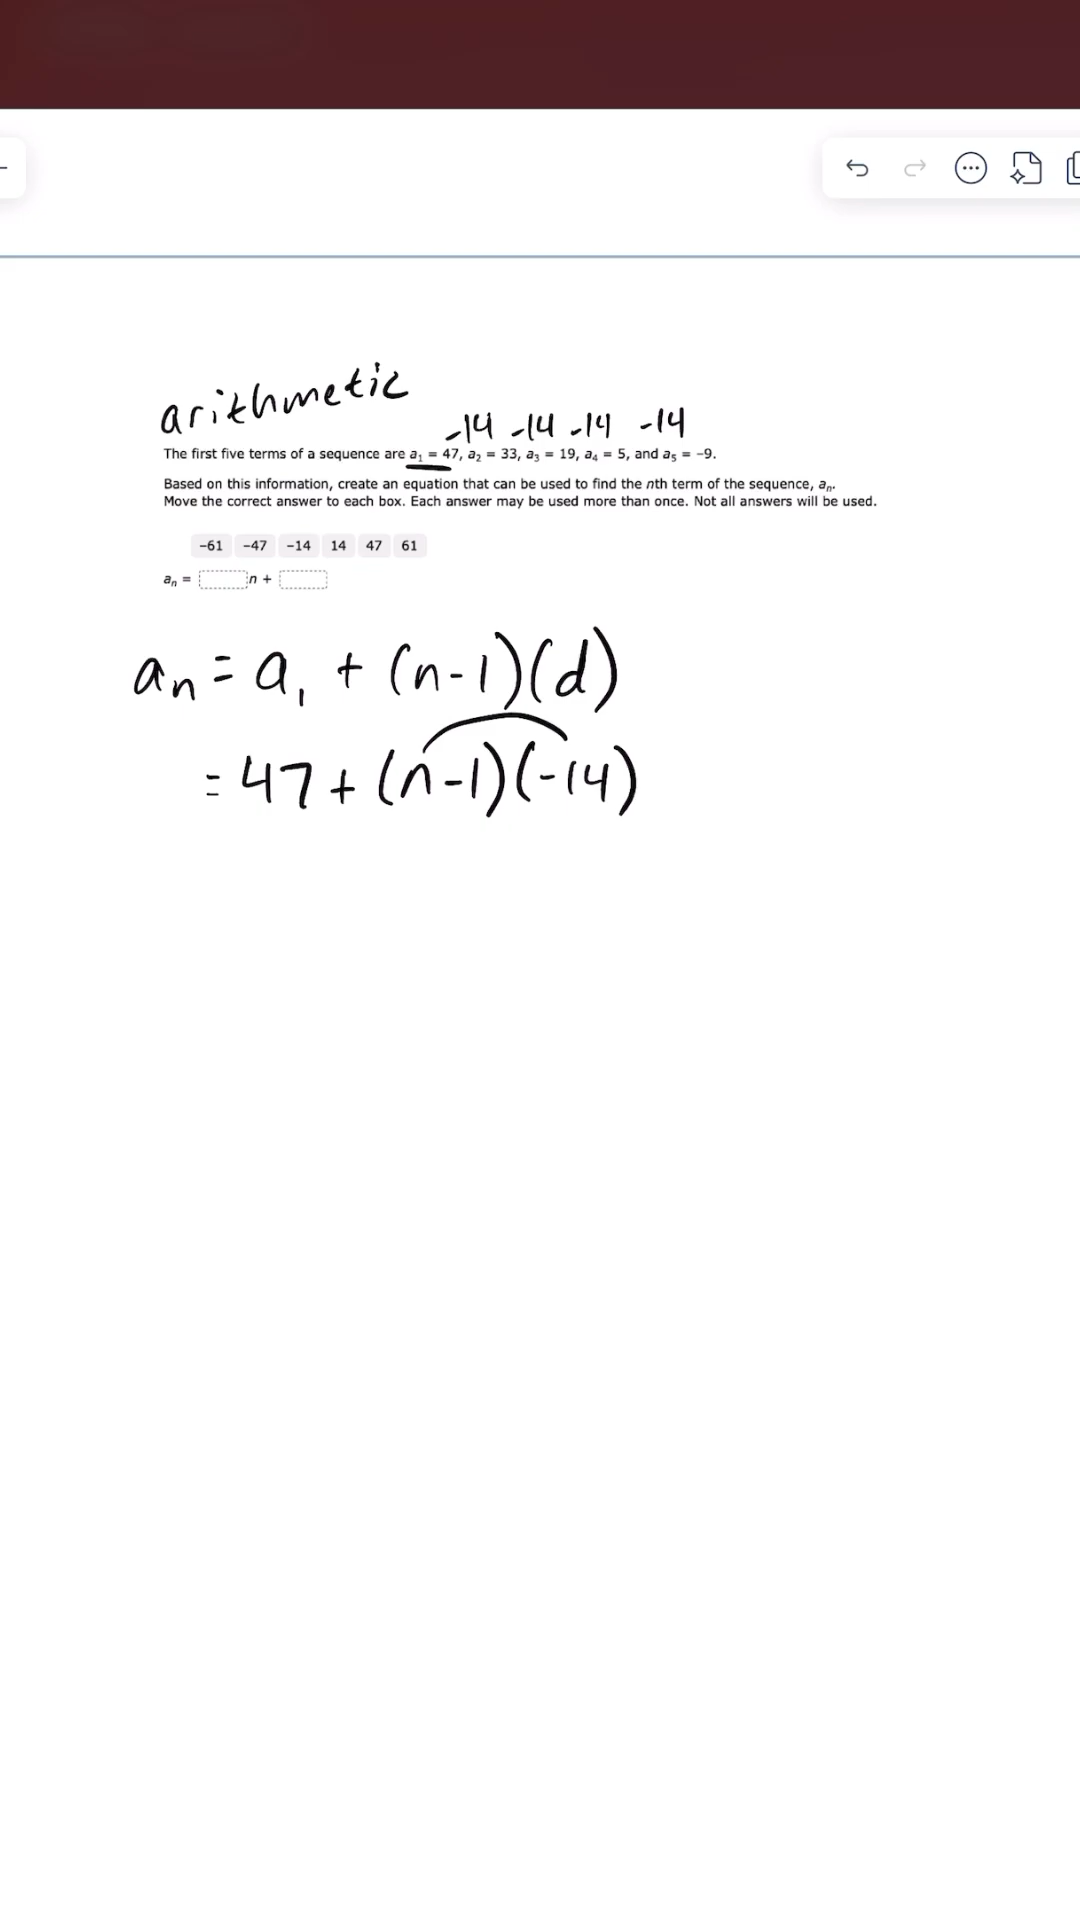 arithmetic
-14 -14 -14 -14
The first five terms of a sequence are a₁ = 47, a₂ = 33, a₃ = 19, a₄ = 5, and a₅ = −9.
Based on this information, create an equation that can be used to find the nth term of the sequence, aₙ.
Move the correct answer to each box. Each answer may be used more than once. Not all answers will be used.
−61 −47 −14 14 47 61
aₙ = n +
aₙ = a₁ + (n-1)(d)
= 47 + (n-1)(-14)